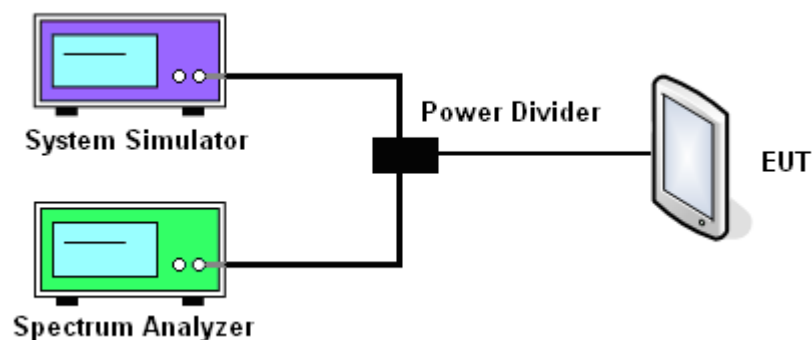 System Simulator
Power Divider
EUT
Spectrum Analyzer